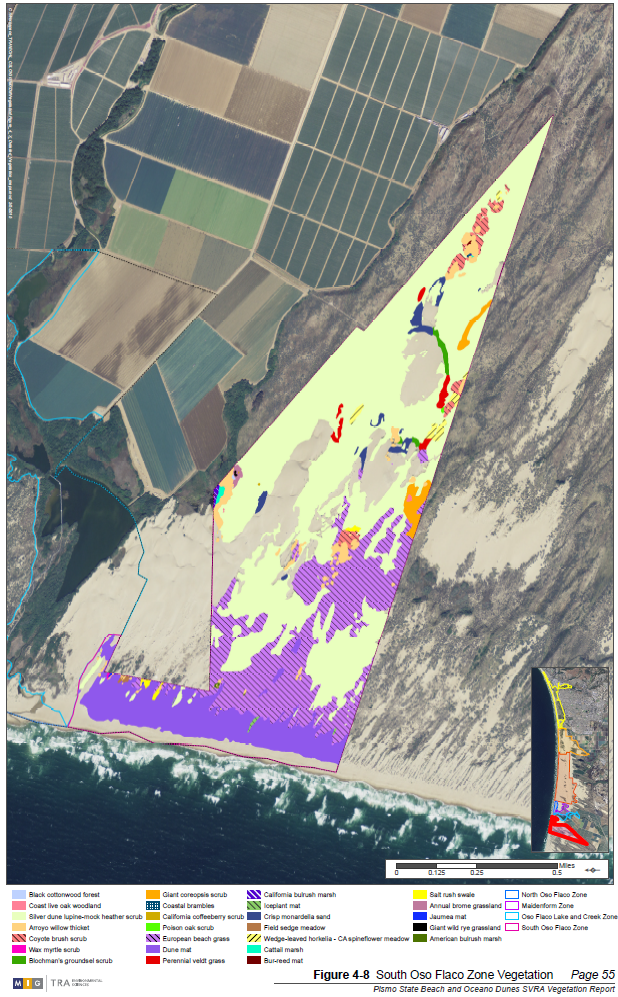 Miles
0 0.125 0.25 0.5
Black cottonwood forest
Coast live oak woodland
Silver dune lupine-mock heather scrub
Arroyo willow thicket
Coyote brush scrub
Wax myrtle scrub
Blochman's groundsel scrub
Giant coreopsis scrub
Coastal brambles
California coffeeberry scrub
Poison oak scrub
European beach grass
Dune mat
Perennial veldt grass
California bulrush marsh
Iceplant mat
Crisp monardella sand
Field sedge meadow
Wedge-leaved horkelia - CA spineflower meadow
Cattail marsh
Bur-reed mat
Salt rush swale
Annual brome grassland
Jaumea mat
Giant wild rye grassland
American bulrush marsh
North Oso Flaco Zone
Maidenform Zone
Oso Flaco Lake and Creek Zone
South Oso Flaco Zone
MIG | TRA ENVIRONMENTAL SCIENCES
Figure 4-8 South Oso Flaco Zone Vegetation Page 55
Pismo State Beach and Oceano Dunes SVRA Vegetation Report